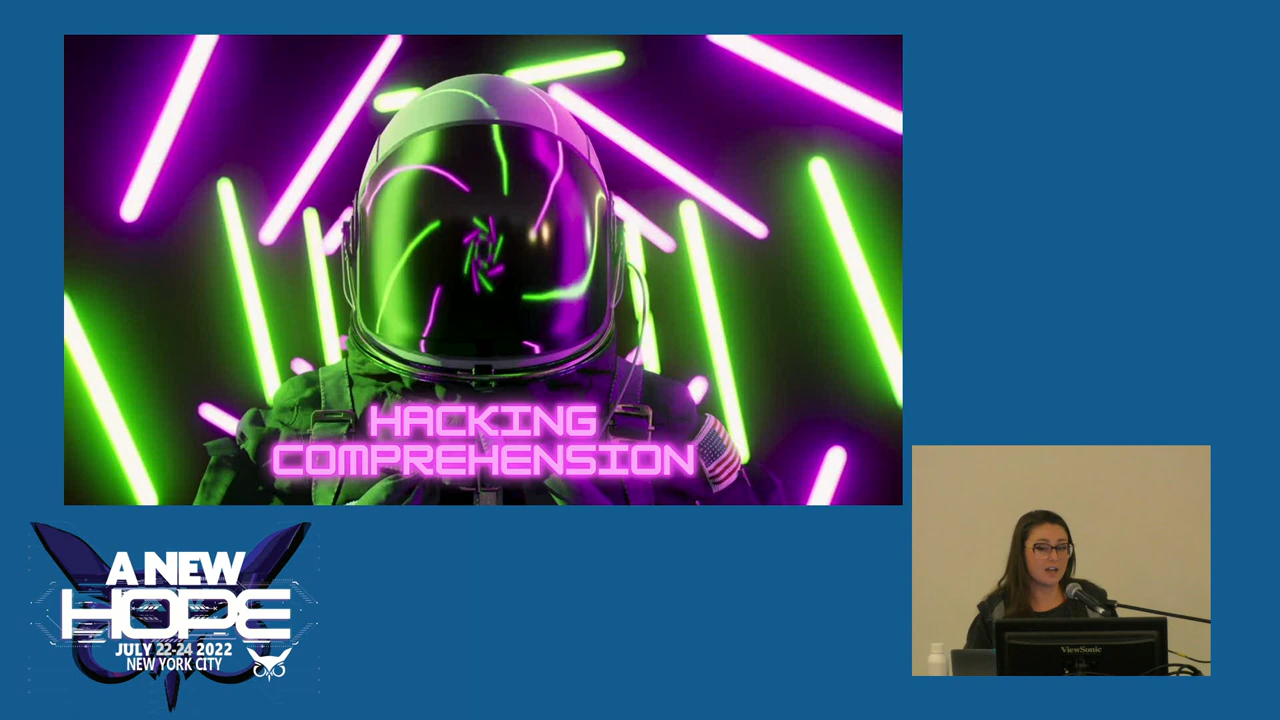 HACKING
COMPREHENSION
A NEW
HOPE
JULY 22-24 2022
NEW YORK CITY
ViewSonic